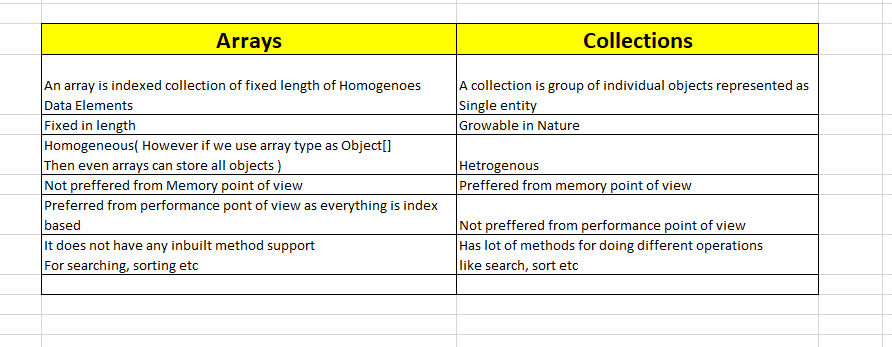 Arrays
Collections
An array is indexed collection of fixed length of Homogenoes
Data Elements
A collection is group of individual objects represented as
Single entity
Fixed in length
Growable in Nature
Homogeneous( However if we use array type as Object[]
Then even arrays can store all objects )
Hetrogenous
Not preffered from Memory point of view
Preffered from memory point of view
Preferred from performance pont of view as everything is index
based
Not preffered from performance point of view
It does not have any inbuilt method support
For searching, sorting etc
Has lot of methods for doing different operations
like search, sort etc